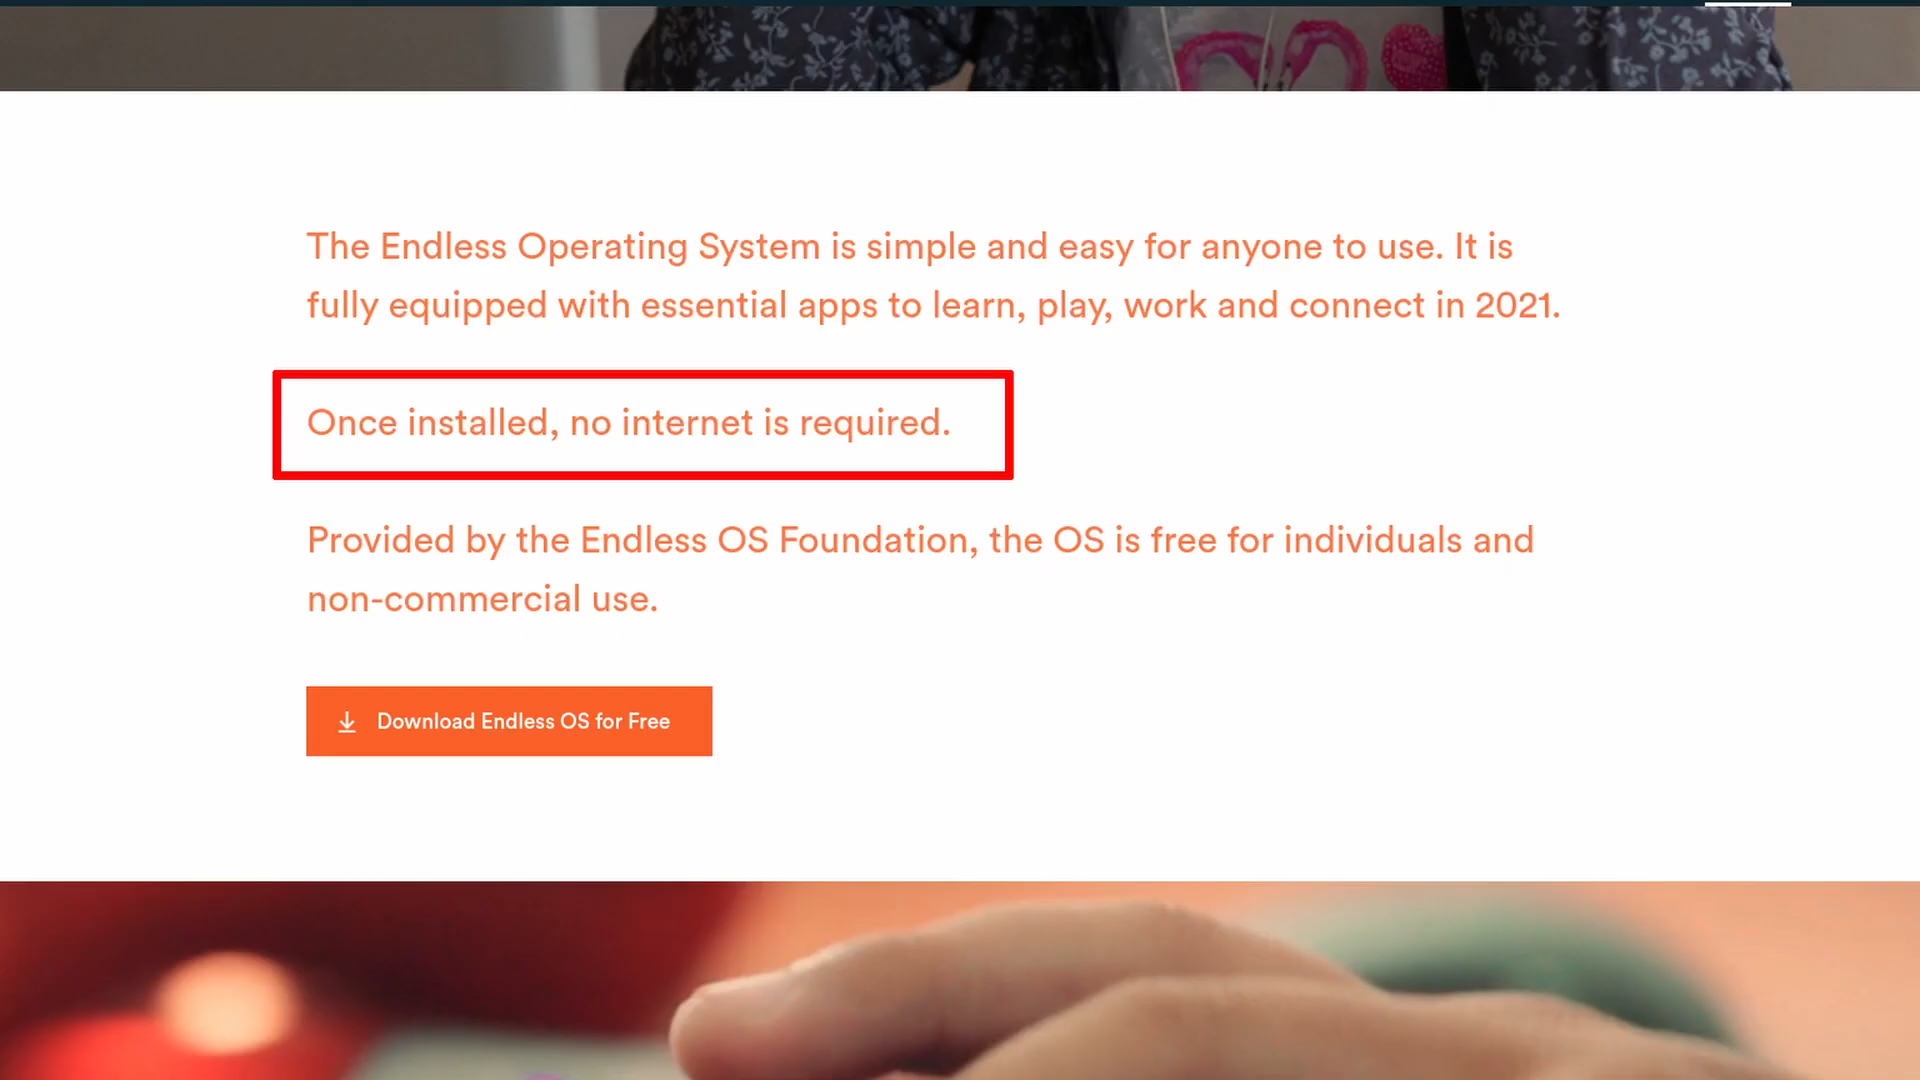 The Endless Operating System is simple and easy for anyone to use. It is
fully equipped with essential apps to learn, play, work and connect in 2021.
Once installed, no internet is required.
Provided by the Endless OS Foundation, the OS is free for individuals and
non-commercial use.
Download Endless OS for Free